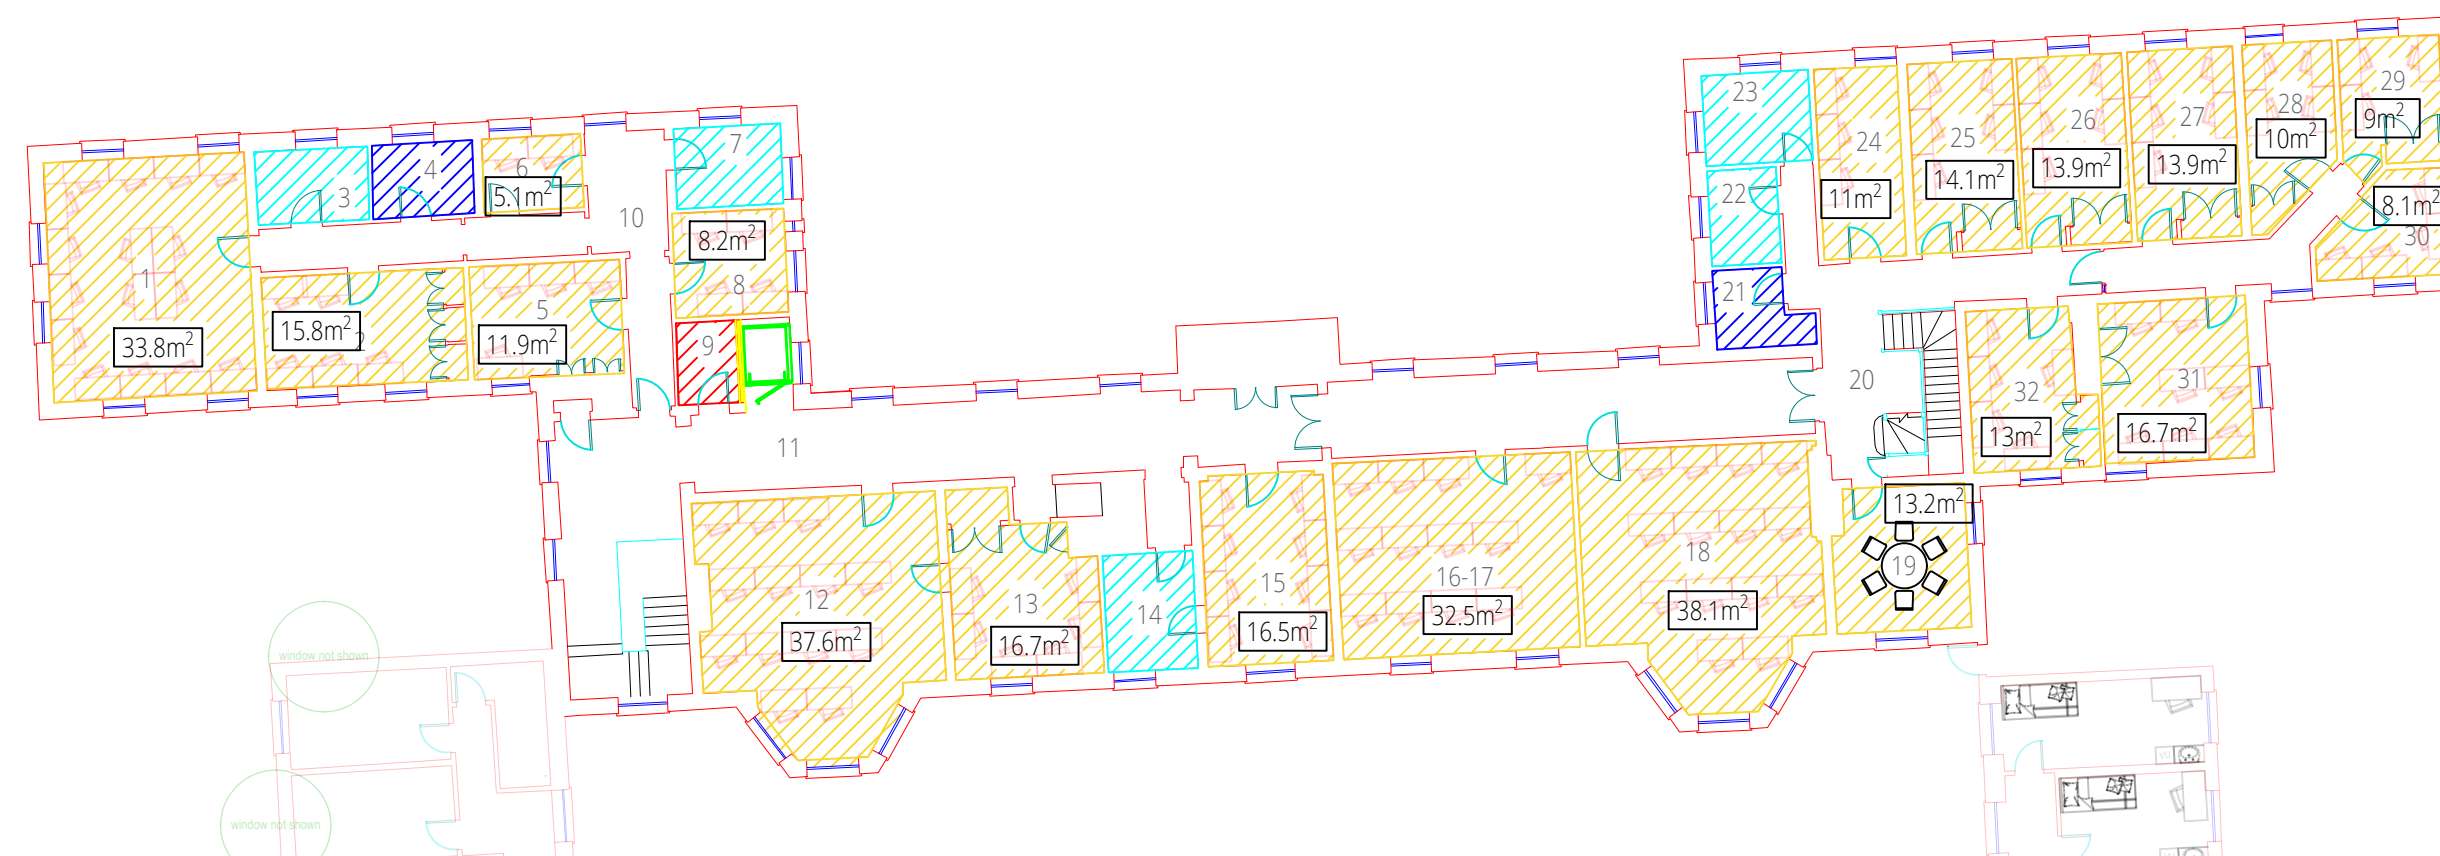 1
33.8m²
15.8m²
2
3
4
5
11.9m²
6
5.1m²
7
8.2m²
8
9
10
11
12
37.6m²
13
16.7m²
14
15
16.5m²
16-17
32.5m²
18
38.1m²
13.2m²
19
20
21
22
23
24
11m²
25
14.1m²
26
13.9m²
27
13.9m²
28
10m²
29
9m²
8.1m²
30
31
16.7m²
32
13m²
window not shown
window not shown